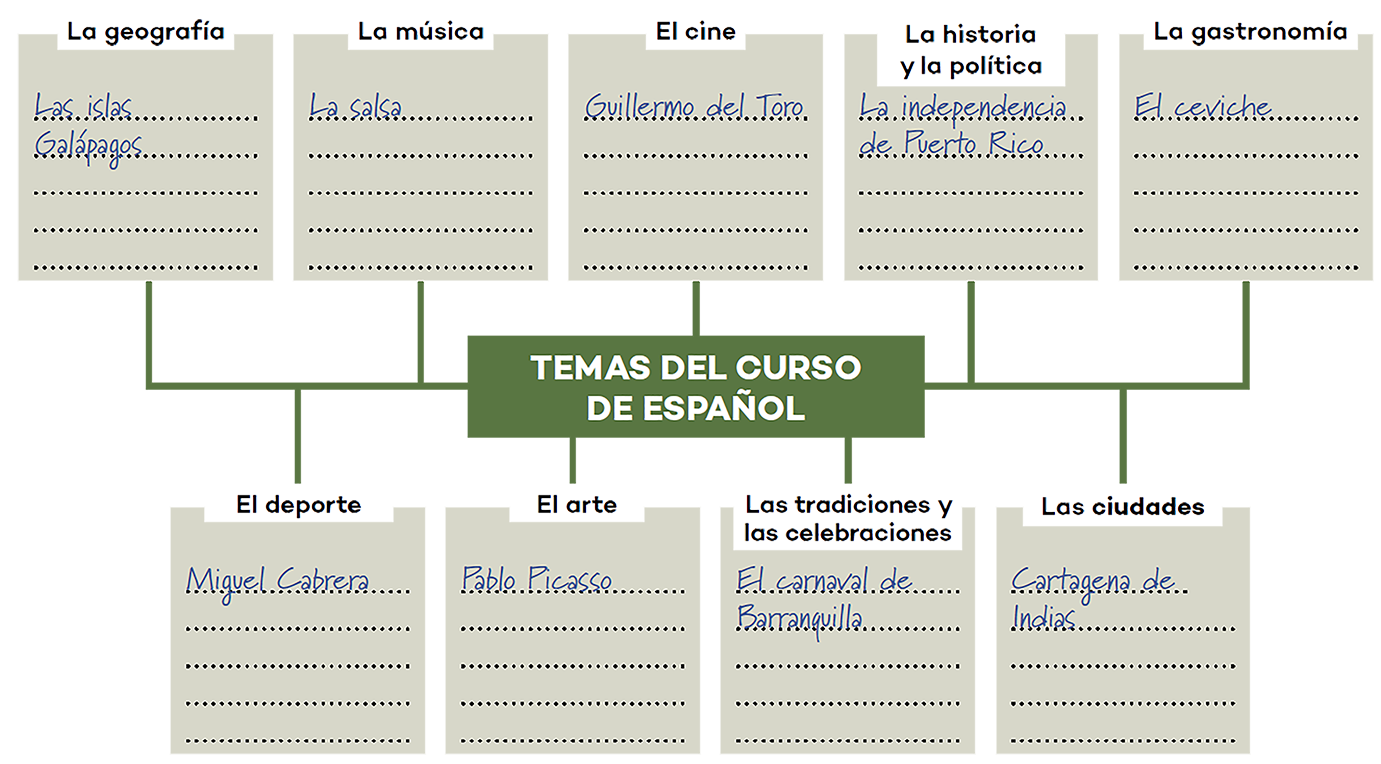 La geografía
Las islas
Galápagos
La música
La salsa
El cine
Guillermo del Toro
La historia
y la política
La independencia
de Puerto Rico
La gastronomía
El ceviche
TEMAS DEL CURSO
DE ESPAÑOL
El deporte
Miguel Cabrera
El arte
Pablo Picasso
Las tradiciones y
las celebraciones
El carnaval de
Barranquilla
Las ciudades
Cartagena de
Indias